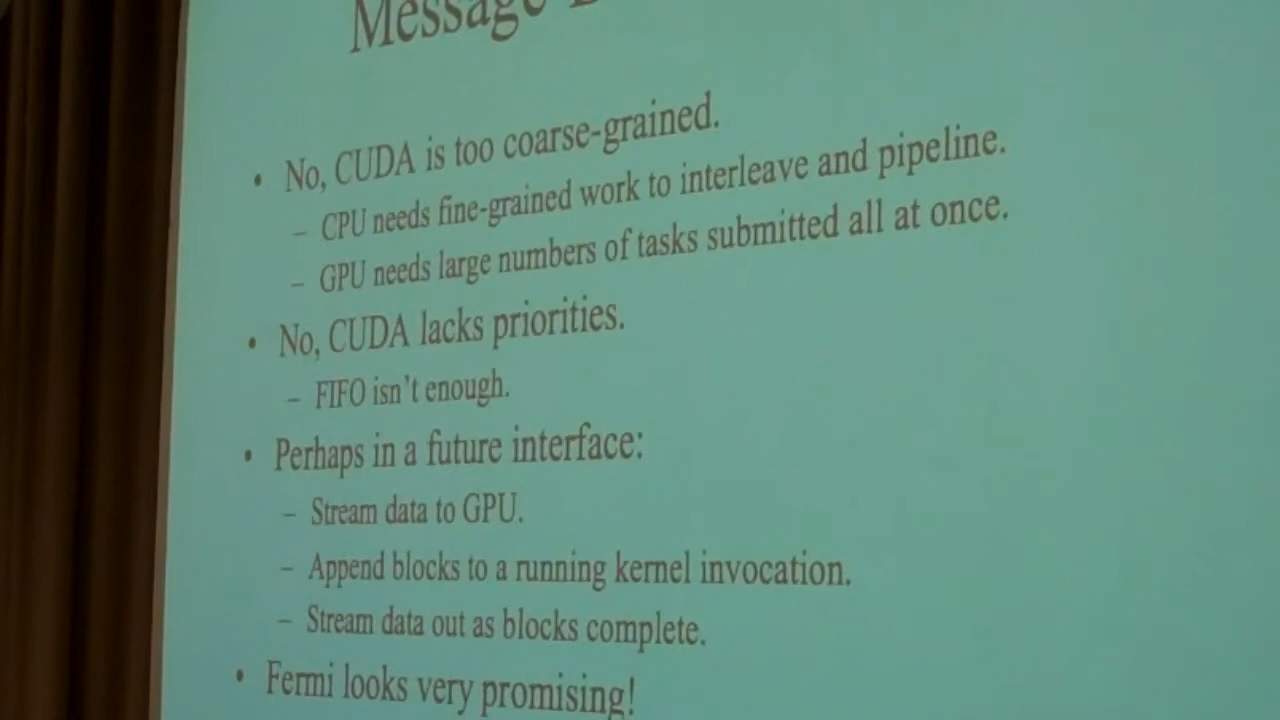 Message
• No, CUDA is too coarse-grained.
– CPU needs fine-grained work to interleave and pipeline.
– GPU needs large numbers of tasks submitted all at once.
• No, CUDA lacks priorities.
– FIFO isn't enough.
• Perhaps in a future interface:
– Stream data to GPU.
– Append blocks to a running kernel invocation.
– Stream data out as blocks complete.
• Fermi looks very promising!